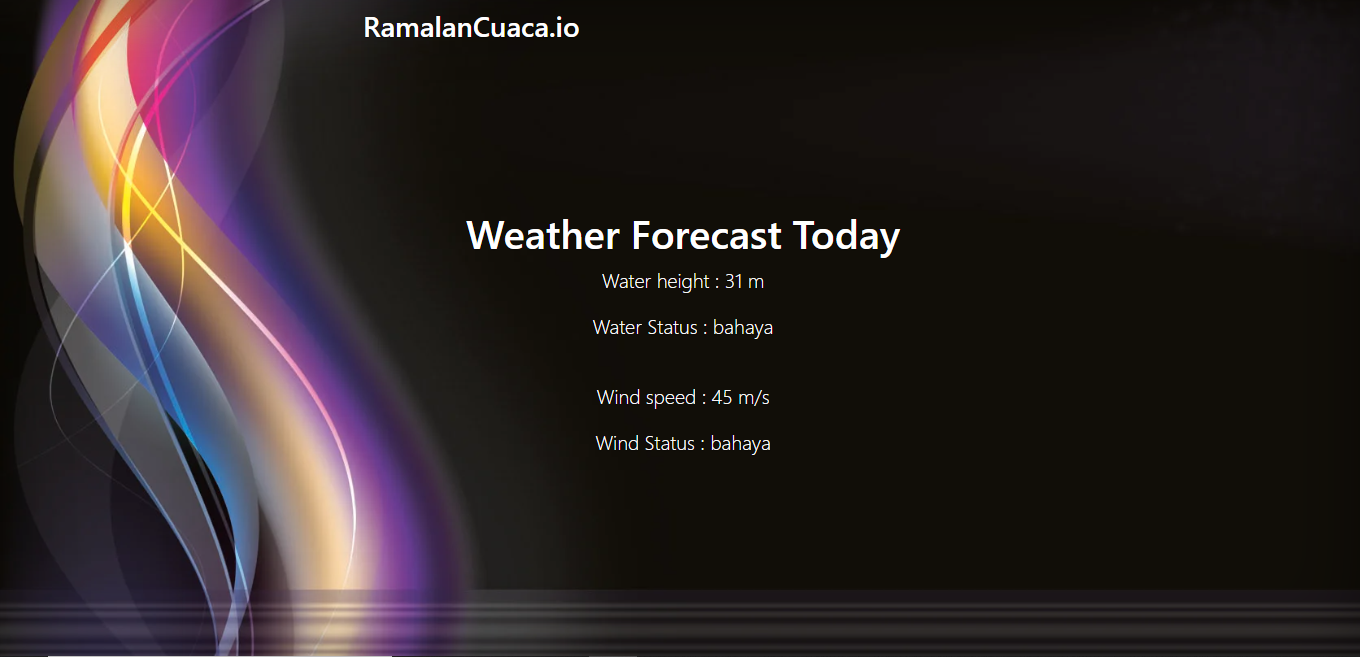 RamalanCuaca.io
Weather Forecast Today
Water height : 31 m
Water Status : bahaya
Wind speed : 45 m/s
Wind Status : bahaya